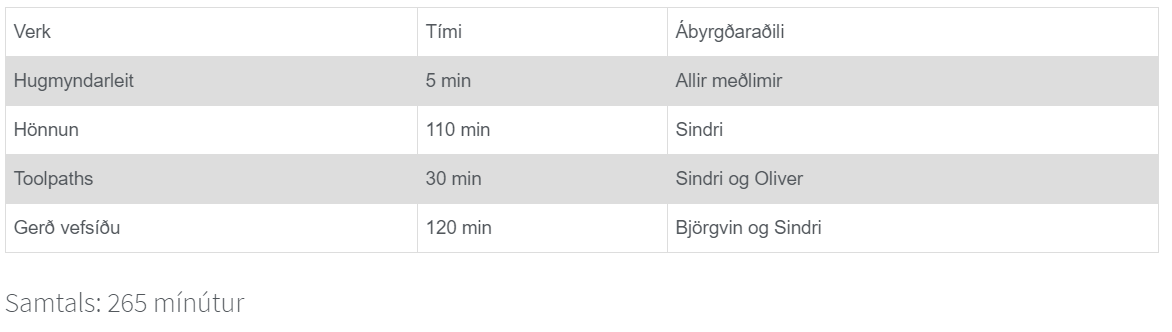 Verk Tími Ábyrgðaraðili
Hugmyndarleit 5 min Allir meðlimir
Hönnun 110 min Sindri
Toolpaths 30 min Sindri og Oliver
Gerð vefsíðu 120 min Björgvin og Sindri
Samtals: 265 mínútur